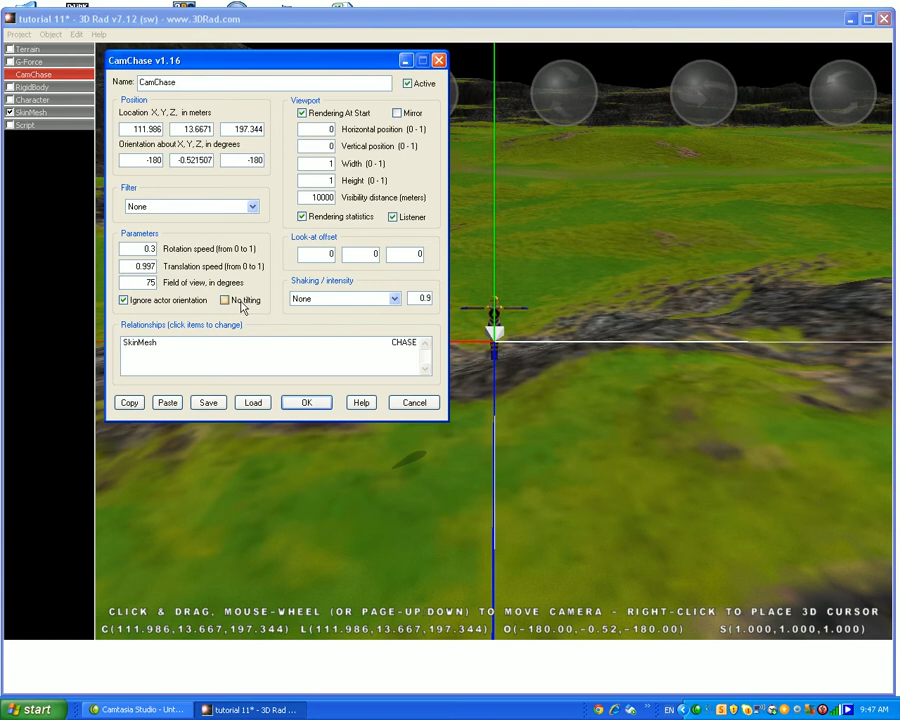 tutorial 11* - 3D Rad v7.12 (sw) - www.3DRad.com
Project Object Edit Help
Terrain
G-Force
CamChase
RigidBody
Character
SkinMesh
Script
CamChase v1.16
Name: CamChase
Active
Position
Location X, Y, Z, in meters
111.986 13.6671 197.344
Orientation about X, Y, Z, in degrees
-180 -0.521507 -180
Filter
None
Parameters
0.3 Rotation speed (from 0 to 1)
0.997 Translation speed (from 0 to 1)
75 Field of view, in degrees
Ignore actor orientation No tilting
Viewport
Rendering At Start Mirror
0 Horizontal position (0 - 1)
0 Vertical position (0 - 1)
1 Width (0 - 1)
1 Height (0 - 1)
10000 Visibility distance (meters)
Rendering statistics Listener
Look-at offset
0 0 0
Shaking / intensity
None 0.9
Relationships (click items to change)
SkinMesh CHASE
Copy Paste Save Load OK Help Cancel
CLICK & DRAG, MOUSE-WHEEL (OR PAGE-UP DOWN) TO MOVE CAMERA - RIGHT-CLICK TO PLACE 3D CURSOR
C(111.986,13.667,197.344) L(111.986,13.667,197.344) O(-180.00,-0.52,-180.00) S(1.000,1.000,1.000)
start Camtasia Studio - Unt... tutorial 11* - 3D Rad ... EN 9:47 AM